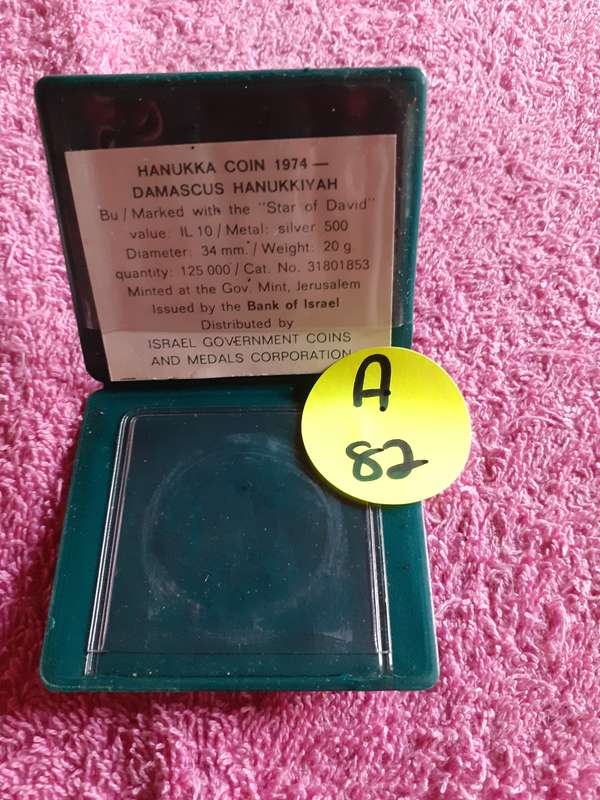 HANUKKA COIN 1974 —
DAMASCUS HANUKKIYAH
Bu / Marked with the "Star of David"
value: IL 10 / Metal: silver 500
Diameter: 34 mm. / Weight: 20 g
quantity: 125 000 / Cat. No. 31801853
Minted at the Gov. Mint, Jerusalem
Issued by the Bank of Israel
Distributed by
ISRAEL GOVERNMENT COINS
AND MEDALS CORPORATION
A
82